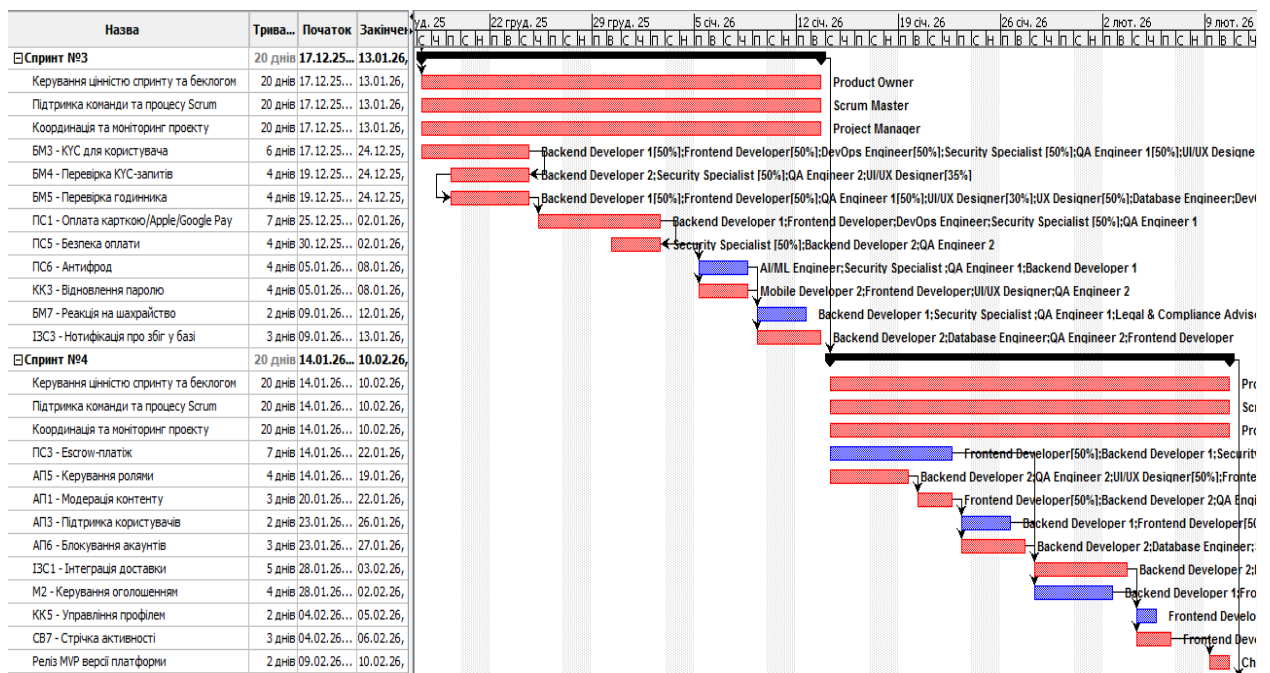 Назва Трива... Початок Закінчен уд. 25 22 груд. 25 29 груд. 25 5 січ. 26 12 січ. 26 19 січ. 26 26 січ. 26 2 лют. 26 9 лют. 26
С Ч П С Н П В С Ч П С Н П В С Ч П С Н П В С Ч П С Н П В С Ч П С Н П В С Ч П С Н П В С Ч П С Н П В С Ч П С Н П В С Ч П С Н П В С Ч
Спринт №3 20 днів 17.12.25... 13.01.26,
Керування цінністю спринту та беклогом 20 днів 17.12.25... 13.01.26, Product Owner
Підтримка команди та процесу Scrum 20 днів 17.12.25... 13.01.26, Scrum Master
Координація та моніторинг проєкту 20 днів 17.12.25... 13.01.26, Project Manager
БМ3 - KYC для користувача 6 днів 17.12.25... 24.12.25, Backend Developer 1[50%];Frontend Developer[50%];DevOps Engineer[50%];Security Specialist [50%];QA Engineer 1[50%];UI/UX Designe
БМ4 - Перевірка KYC-запитів 4 днів 19.12.25... 24.12.25, Backend Developer 2;Security Specialist [50%];QA Engineer 2;UI/UX Designer[35%]
БМ5 - Перевірка годинника 4 днів 19.12.25... 24.12.25, Backend Developer 1[50%];Frontend Developer[50%];QA Engineer 1[50%];UI/UX Designer[30%];UX Designer[50%];Database Engineer;Dev
ПС1 - Оплата карткою/Apple/Google Pay 7 днів 25.12.25... 02.01.26, Backend Developer 1;Frontend Developer;DevOps Engineer;Security Specialist [50%];QA Engineer 1
ПС5 - Безпека оплати 4 днів 30.12.25... 02.01.26, Security Specialist [50%];Backend Developer 2;QA Engineer 2
ПС6 - Антифрод 4 днів 05.01.26... 08.01.26, AI/ML Engineer;Security Specialist ;QA Engineer 1;Backend Developer 1
КК3 - Відновлення паролю 4 днів 05.01.26... 08.01.26, Mobile Developer 2;Frontend Developer;UI/UX Designer;QA Engineer 2
БМ7 - Реакція на шахрайство 2 днів 09.01.26... 12.01.26, Backend Developer 1;Security Specialist ;QA Engineer 1;Legal & Compliance Advis
ІЗС3 - Нотифікація про збіг у базі 3 днів 09.01.26... 13.01.26, Backend Developer 2;Database Engineer;QA Engineer 2;Frontend Developer
Спринт №4 20 днів 14.01.26... 10.02.26,
Керування цінністю спринту та беклогом 20 днів 14.01.26... 10.02.26, Pro
Підтримка команди та процесу Scrum 20 днів 14.01.26... 10.02.26, Scr
Координація та моніторинг проєкту 20 днів 14.01.26... 10.02.26, Pro
ПС3 - Escrow-платіж 7 днів 14.01.26... 22.01.26, Frontend Developer[50%];Backend Developer 1;Securit
АП5 - Керування ролями 4 днів 14.01.26... 19.01.26, Backend Developer 2;QA Engineer 2;UI/UX Designer[50%];Fronte
АП1 - Модерація контенту 3 днів 20.01.26... 22.01.26, Frontend Developer[50%];Backend Developer 2;QA Engi
АП3 - Підтримка користувачів 2 днів 23.01.26... 26.01.26, Backend Developer 1;Frontend Developer[50
АП6 - Блокування акаунтів 3 днів 23.01.26... 27.01.26, Backend Developer 2;Database Engineer;
ІЗС1 - Інтеграція доставки 5 днів 28.01.26... 03.02.26, Backend Developer 2;
М2 - Керування оголошенням 4 днів 28.01.26... 02.02.26, Backend Developer 1;Fro
КК5 - Управління профілем 2 днів 04.02.26... 05.02.26, Frontend Develo
СВ7 - Стрічка активності 3 днів 04.02.26... 06.02.26, Frontend Deve
Реліз MVP версії платформи 2 днів 09.02.26... 10.02.26, Ch